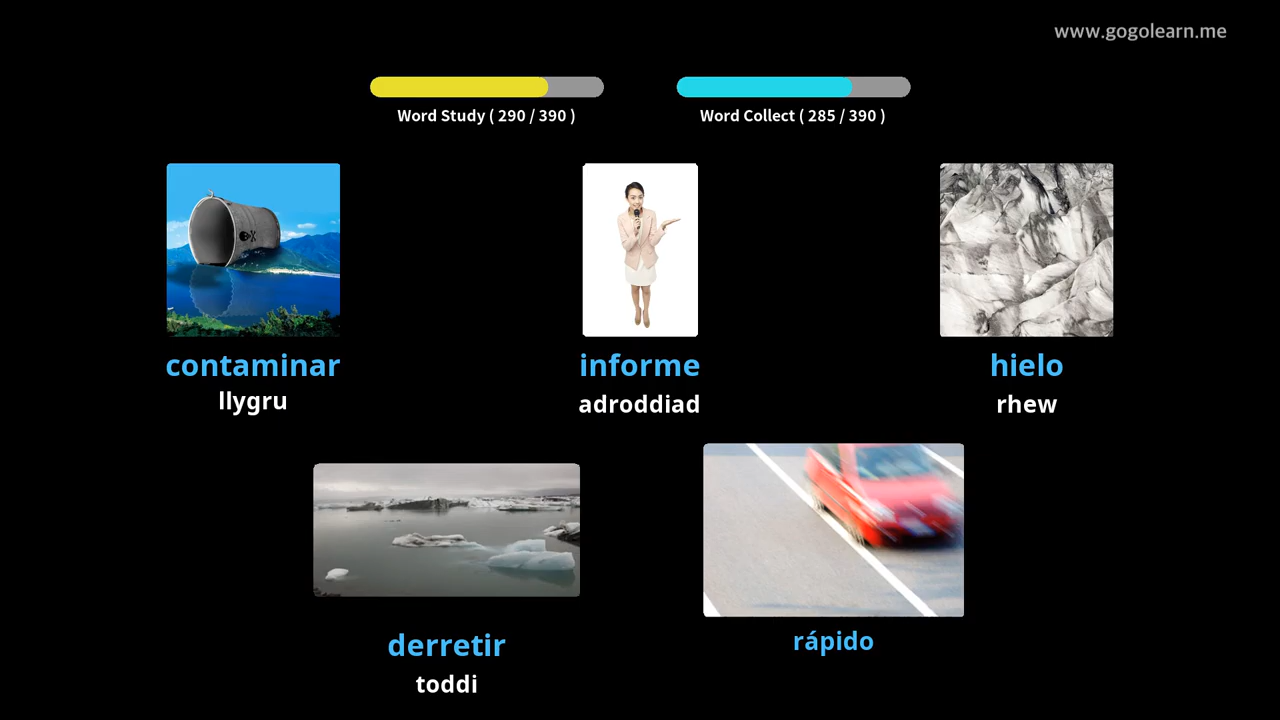 www.gogolearn.me
Word Study ( 290 / 390 )
Word Collect ( 285 / 390 )
contaminar
llygru
informe
adroddiad
hielo
rhew
derretir
toddi
rápido